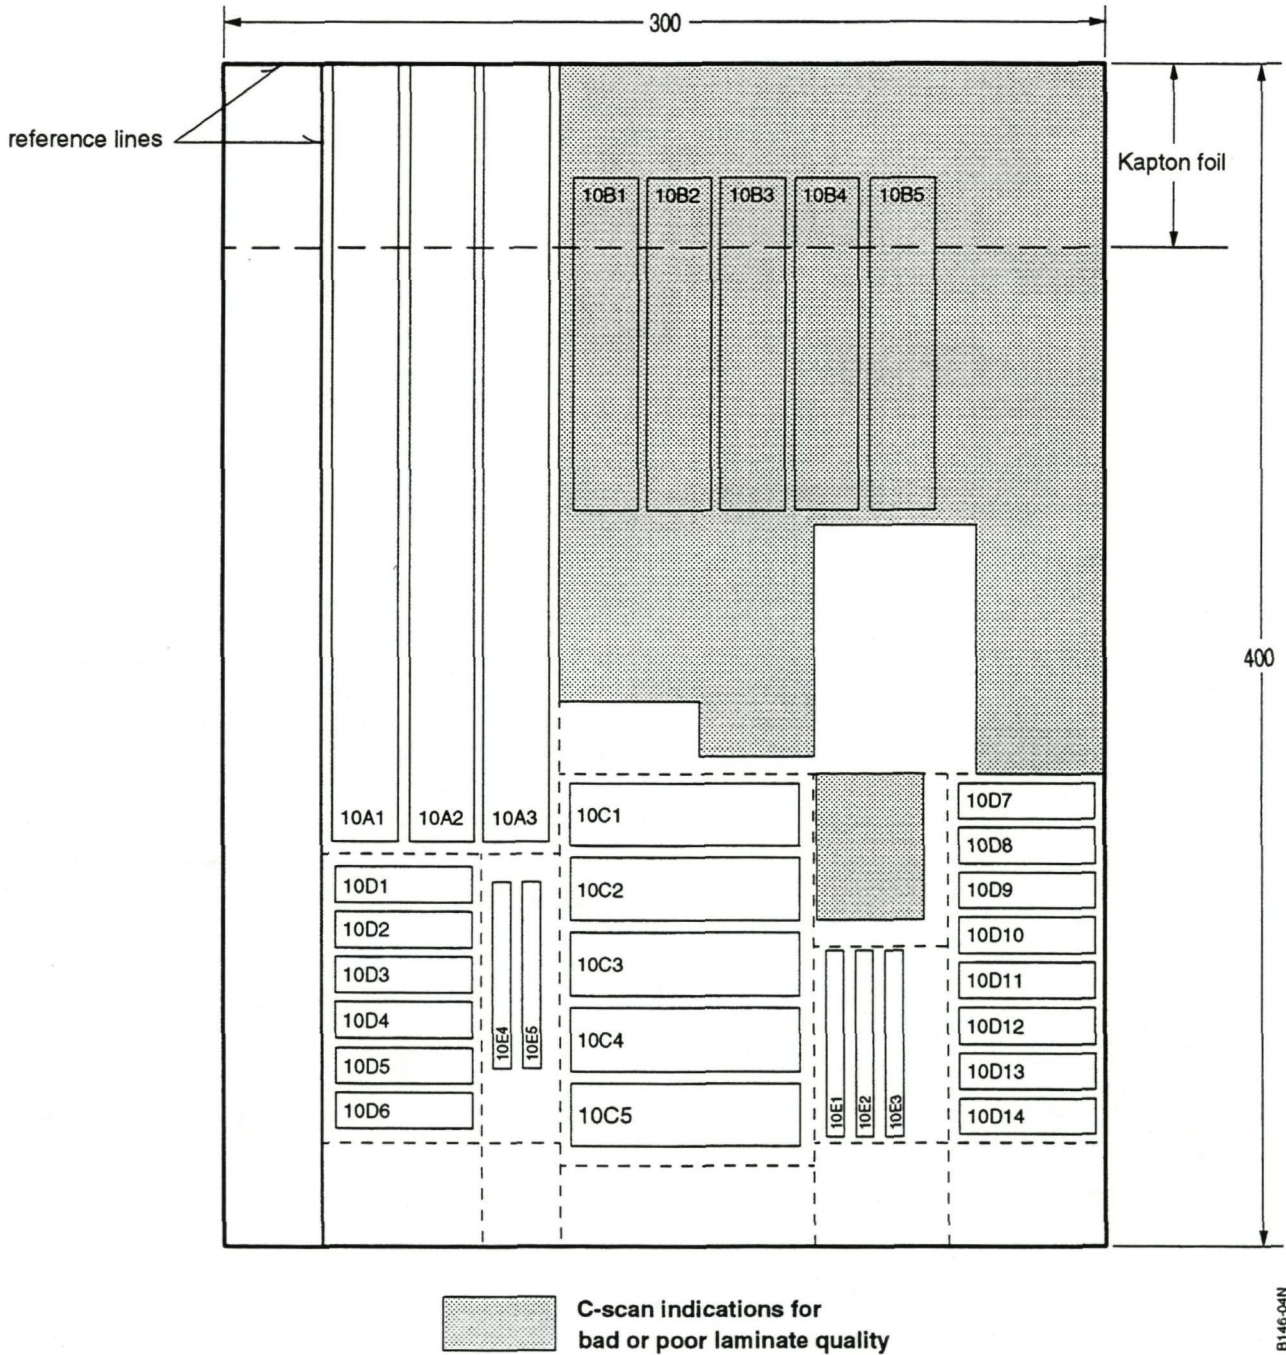 300
reference lines
Kapton foil
10B1
10B2
10B3
10B4
10B5
400
10A1
10A2
10A3
10C1
10D7
10D8
10D1
10C2
10D9
10D2
10D10
10D3
10C3
10D11
10D4
10E4
10E5
10C4
10D12
10D5
10D13
10D6
10C5
10E1
10E2
10E3
10D14
C-scan indications for
bad or poor laminate quality
B146-04N